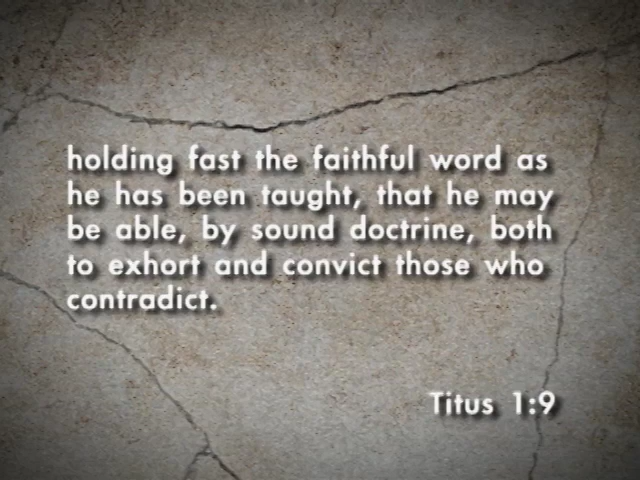 holding fast the faithful word as
he has been taught, that he may
be able, by sound doctrine, both
to exhort and convict those who
contradict.
Titus 1:9